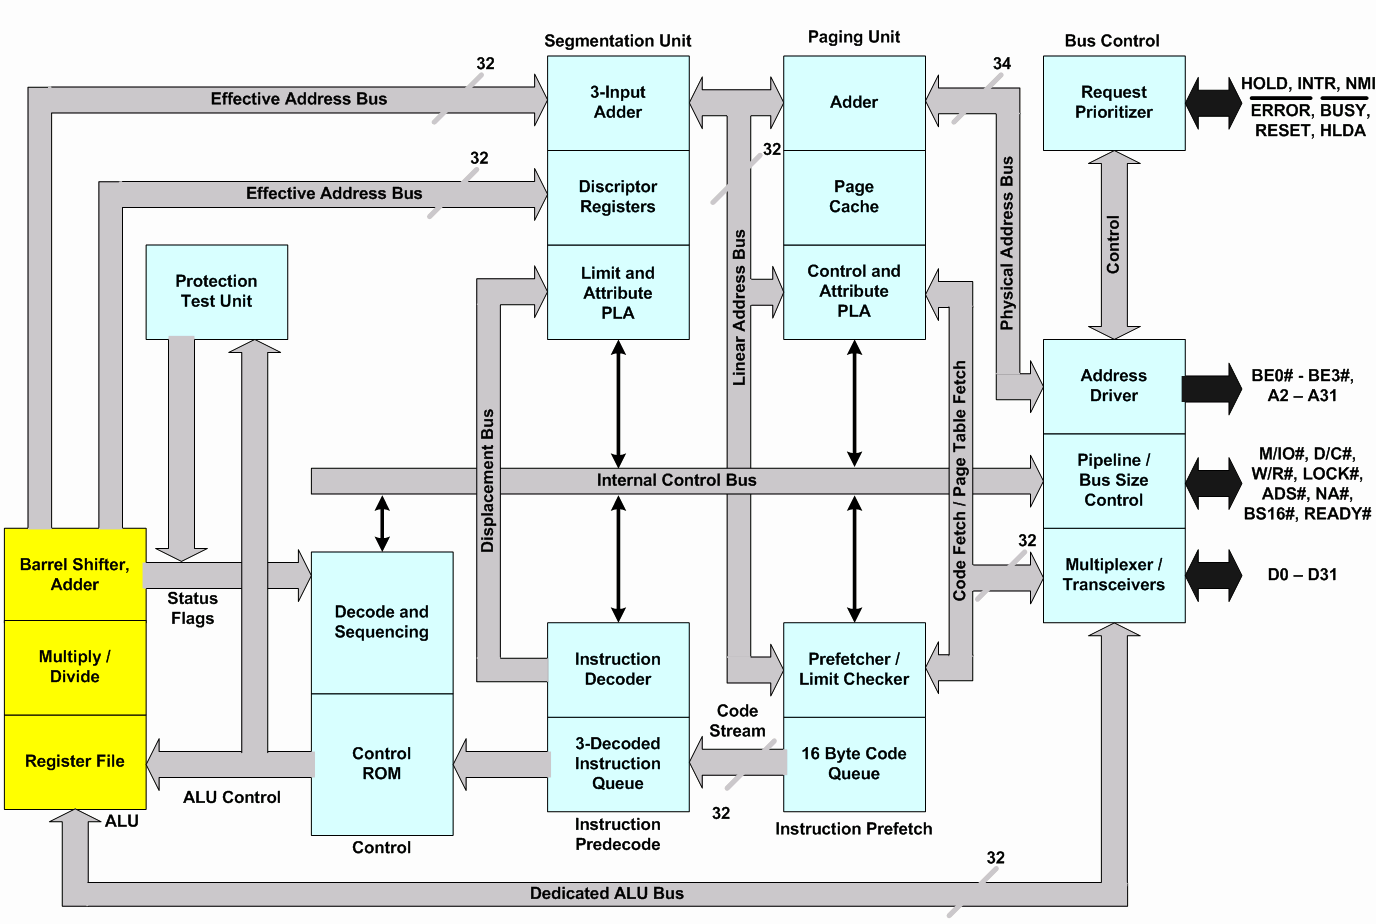 Segmentation Unit
Paging Unit
Bus Control
32
34
Effective Address Bus
3-Input
Adder
Adder
Request
Prioritizer
HOLD, INTR, NMI
ERROR, BUSY,
RESET, HLDA
32
32
Effective Address Bus
Discriptor
Registers
Page
Cache
Physical Address Bus
Control
Protection
Test Unit
Limit and
Attribute
PLA
Linear Address Bus
Control and
Attribute
PLA
Address
Driver
BE0# - BE3#,
A2 – A31
Displacement Bus
Code Fetch / Page Table Fetch
Internal Control Bus
Pipeline /
Bus Size
Control
M/IO#, D/C#,
W/R#, LOCK#,
ADS#, NA#,
BS16#, READY#
32
Barrel Shifter,
Adder
Status
Flags
Multiplexer /
Transceivers
D0 – D31
Decode and
Sequencing
Multiply /
Divide
Instruction
Decoder
Prefetcher /
Limit Checker
Code
Stream
Register File
Control
ROM
3-Decoded
Instruction
Queue
16 Byte Code
Queue
ALU Control
32
ALU
Control
Instruction
Predecode
Instruction Prefetch
32
Dedicated ALU Bus